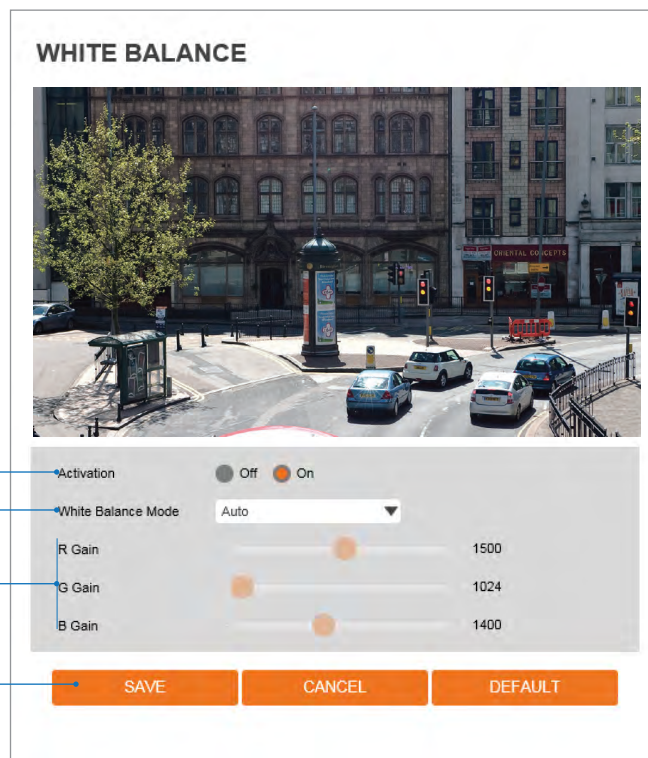 WHITE BALANCE
ORIENTAL CONCEPTS
Activation Off On
White Balance Mode Auto
R Gain 1500
G Gain 1024
B Gain 1400
SAVE CANCEL DEFAULT